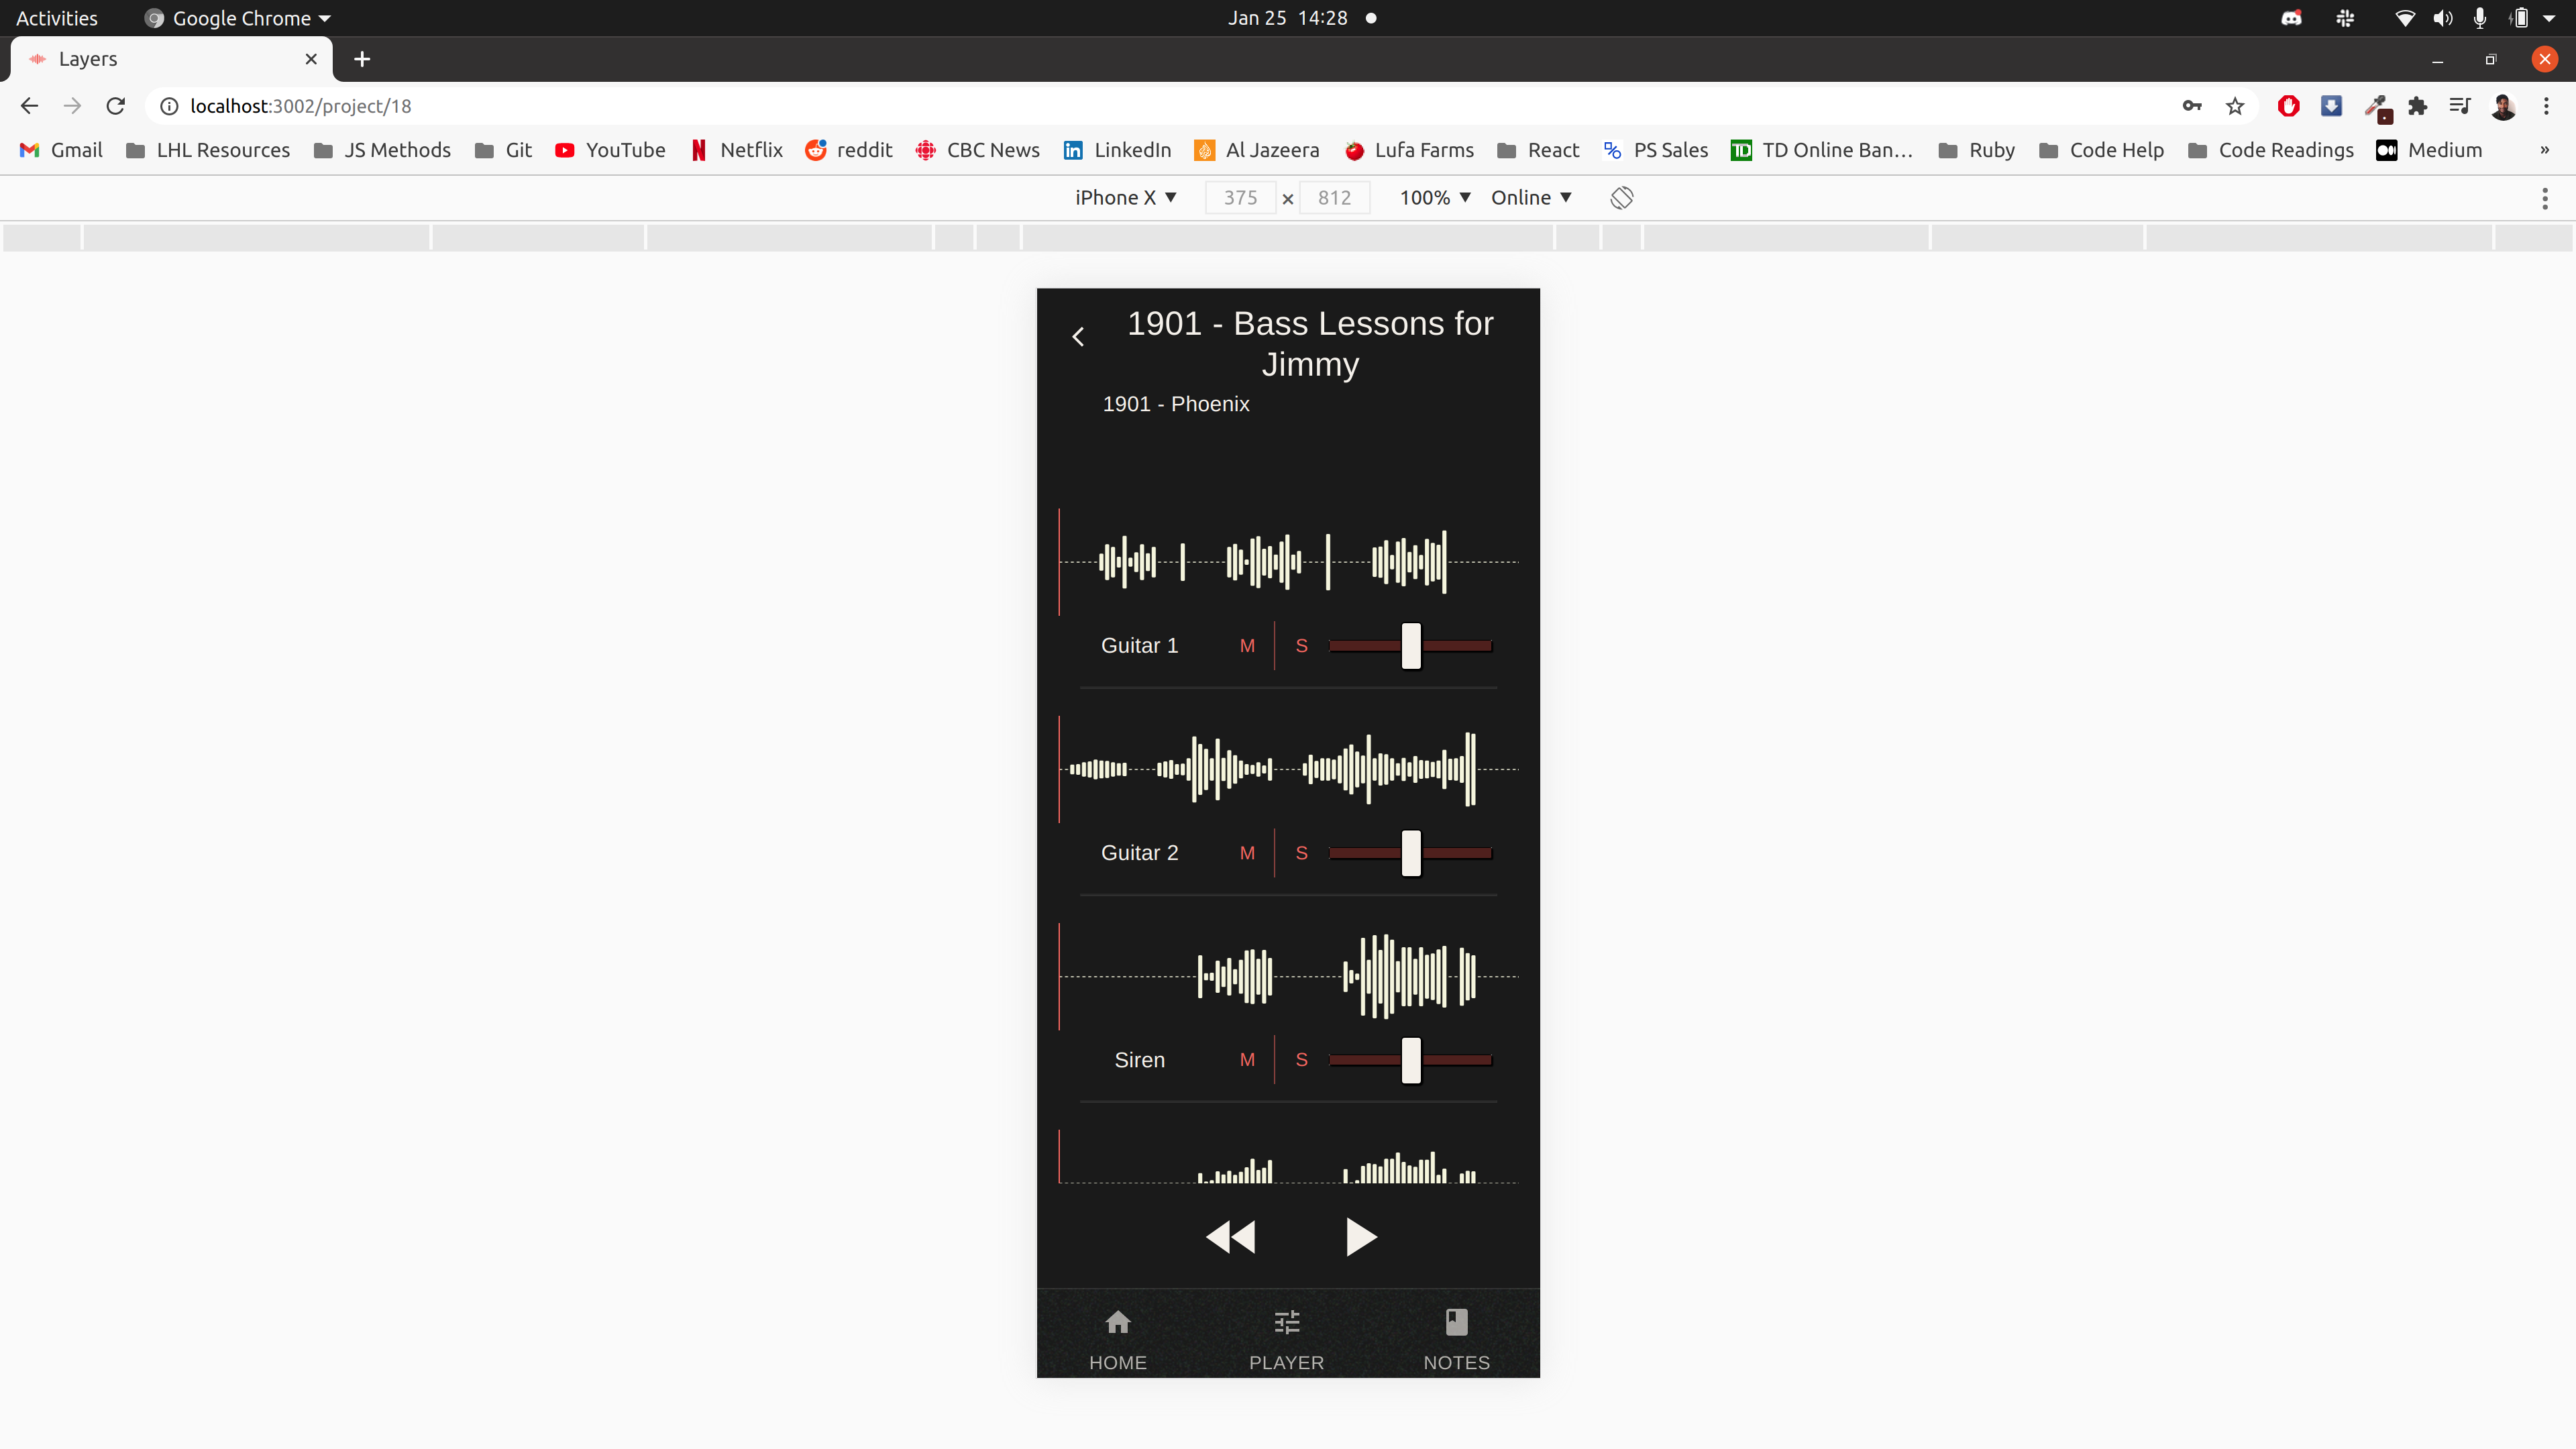 Activities Google Chrome Jan 25 14:28
Layers
localhost:3002/project/18
Gmail LHL Resources JS Methods Git YouTube Netflix reddit CBC News LinkedIn Al Jazeera Lufa Farms React PS Sales TD Online Ban… Ruby Code Help Code Readings Medium »
iPhone X 375 × 812 100% Online
1901 - Bass Lessons for
Jimmy
1901 - Phoenix
Guitar 1 M S
Guitar 2 M S
Siren M S
HOME PLAYER NOTES